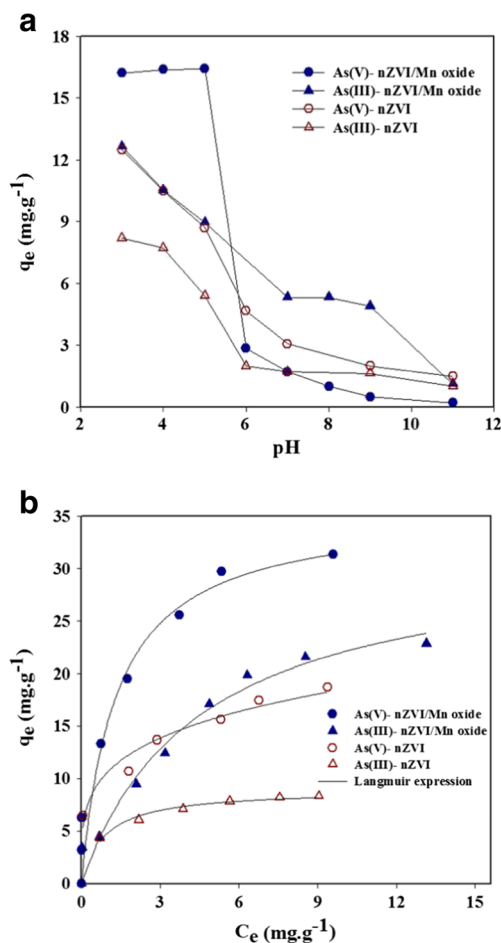 a
18
15
12
9
6
3
0
qe (mg.g-1)
As(V)- nZVI/Mn oxide
As(III)- nZVI/Mn oxide
As(V)- nZVI
As(III)- nZVI
2 4 6 8 10 12
pH
b
35
30
25
20
15
10
5
0
qe (mg.g-1)
As(V)- nZVI/Mn oxide
As(III)- nZVI/Mn oxide
As(V)- nZVI
As(III)- nZVI
Langmuir expression
0 3 6 9 12 15
Ce (mg.g-1)